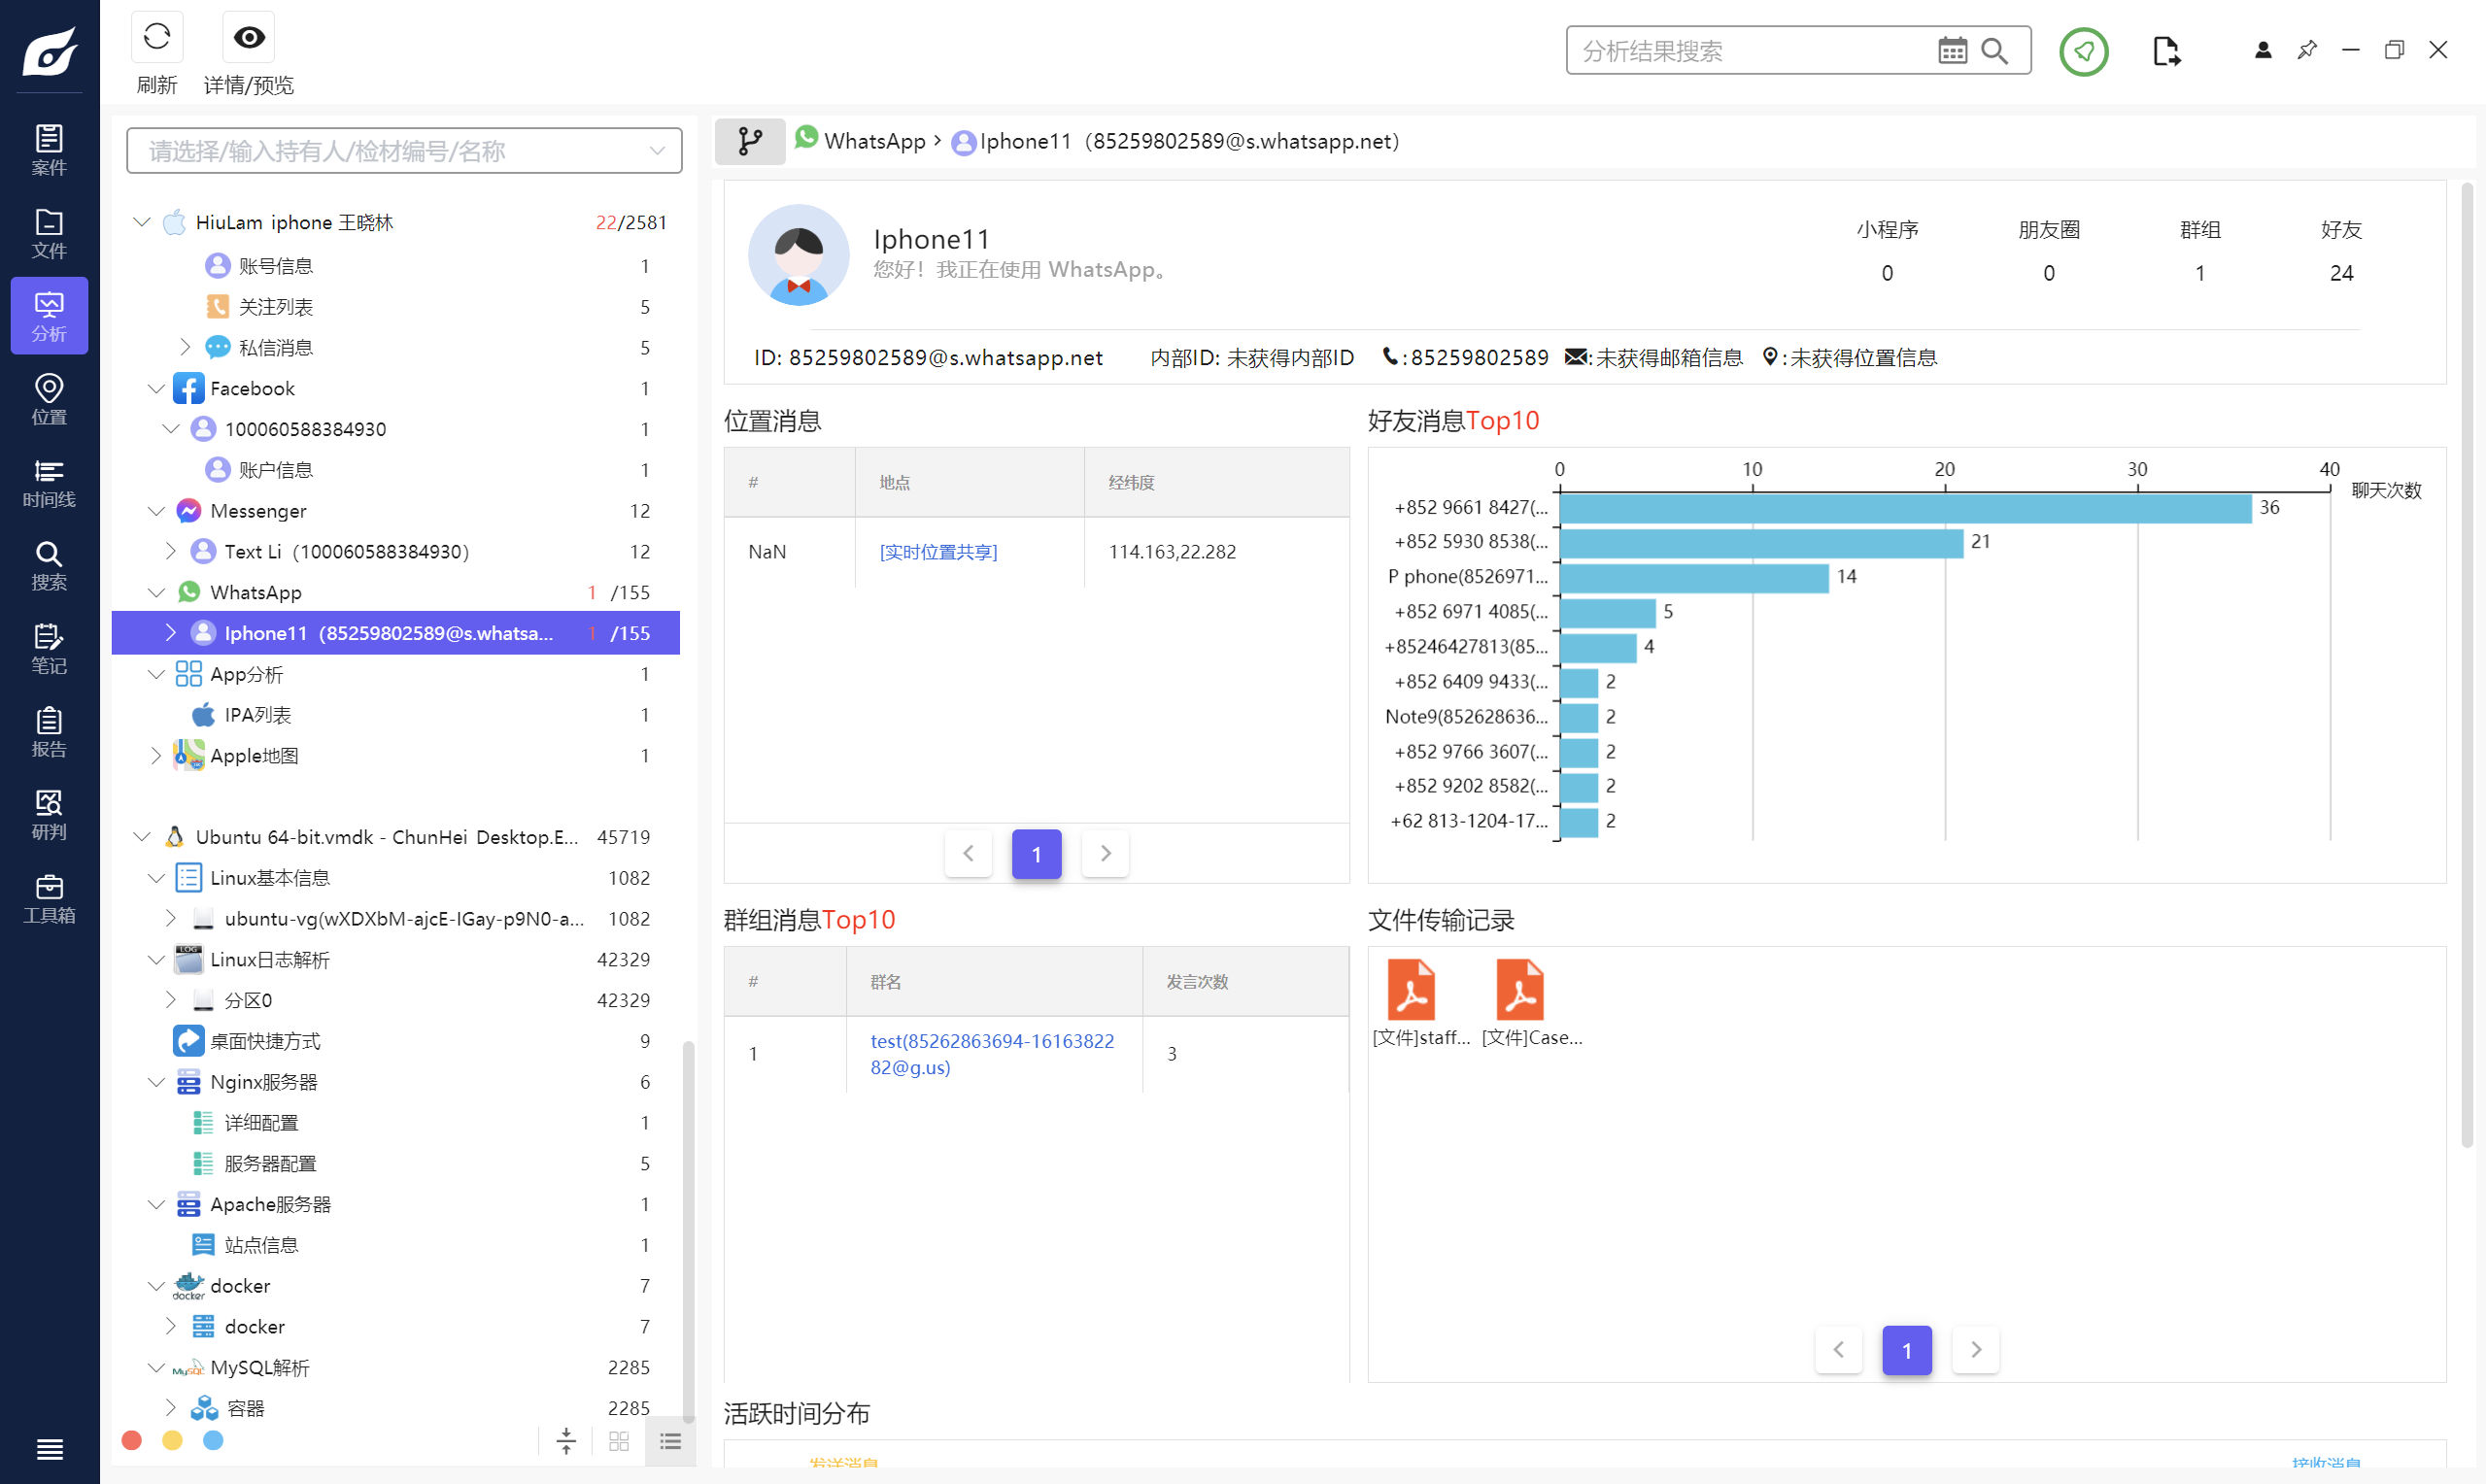 刷新
详情/预览
分析结果搜索
案件
文件
分析
位置
时间线
搜索
笔记
报告
研判
工具箱
请选择/输入持有人/检材编号/名称
HiuLam iphone 王晓林 22/2581
账号信息 1
关注列表 5
私信消息 5
Facebook 1
100060588384930 1
账户信息 1
Messenger 12
Text Li（100060588384930） 12
WhatsApp 1 /155
Iphone11（85259802589@s.whatsa... 1 /155
App分析 1
IPA列表 1
Apple地图 1
Ubuntu 64-bit.vmdk - ChunHei Desktop.E... 45719
Linux基本信息 1082
ubuntu-vg(wXDXbM-ajcE-IGay-p9N0-a... 1082
LOG
Linux日志解析 42329
分区0 42329
桌面快捷方式 9
Nginx服务器 6
详细配置 1
服务器配置 5
Apache服务器 1
站点信息 1
docker
docker 7
docker 7
MySQL
MySQL解析 2285
容器 2285
WhatsApp
Iphone11（85259802589@s.whatsapp.net）
Iphone11
您好！我正在使用 WhatsApp。
小程序 朋友圈 群组 好友
0 0 1 24
ID: 85259802589@s.whatsapp.net 内部ID: 未获得内部ID :85259802589 :未获得邮箱信息 :未获得位置信息
位置消息
# 地点 经纬度
NaN [实时位置共享] 114.163,22.282
1
好友消息Top10
0 10 20 30 40
聊天次数
+852 9661 8427(... 36
+852 5930 8538(... 21
P phone(8526971... 14
+852 6971 4085(... 5
+85246427813(85... 4
+852 6409 9433(... 2
Note9(852628636... 2
+852 9766 3607(... 2
+852 9202 8582(... 2
+62 813-1204-17... 2
群组消息Top10
# 群名 发言次数
1 test(85262863694-16163822 3
82@g.us)
文件传输记录
[文件]staff... [文件]Case...
1
活跃时间分布
发送消息 接收消息